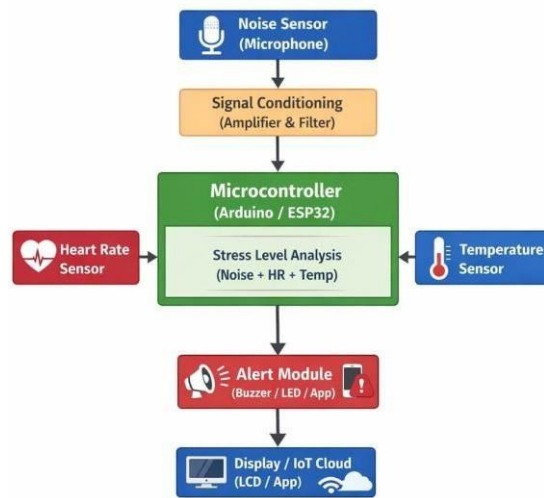 Noise Sensor
(Microphone)
Signal Conditioning
(Amplifier & Filter)
Microcontroller
(Arduino / ESP32)
Heart Rate
Sensor
Stress Level Analysis
(Noise + HR + Temp)
Temperature
Sensor
Alert Module
(Buzzer / LED / App)
Display / IoT Cloud
(LCD / App)